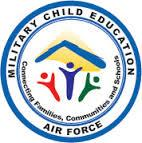 MILITARY CHILD EDUCATION
Connecting Families, Communities and Schools
AIR FORCE